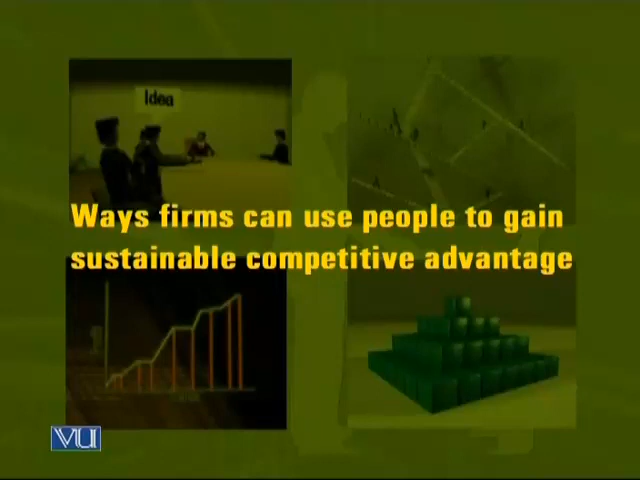 Idea
Ways firms can use people to gain
sustainable competitive advantage
VU